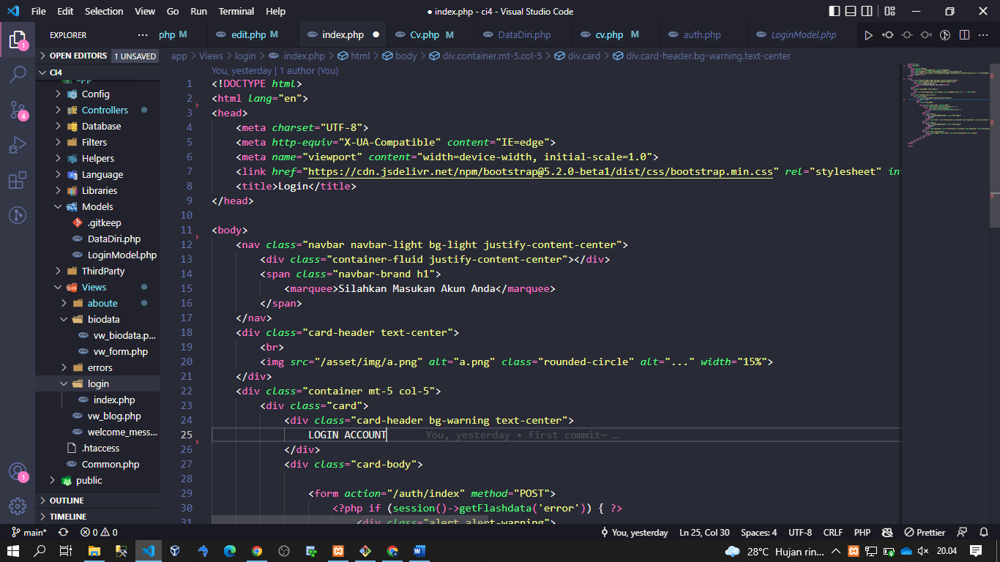 File Edit Selection View Go Run Terminal Help
● index.php - ci4 - Visual Studio Code
EXPLORER ···
php M
edit.php M
index.php ●
Cv.php M
DataDiri.php
cv.php M
auth.php
LoginModel.php
OPEN EDITORS 1 UNSAVED
app > Views > login > index.php > html > body > div.container.mt-5.col-5 > div.card > div.card-header.bg-warning.text-center
CI4
app
Config
Controllers
Database
Filters
Helpers
Language
Libraries
Models
.gitkeep
DataDiri.php
LoginModel.php
ThirdParty
Views
aboute
biodata
vw_biodata.p...
vw_form.php
errors
login
index.php
vw_blog.php
welcome_mess...
.htaccess
Common.php
public
OUTLINE
TIMELINE
1
4
1
You, yesterday | 1 author (You)
1 <!DOCTYPE html>
2 <html lang="en">
3 <head>
4 <meta charset="UTF-8">
5 <meta http-equiv="X-UA-Compatible" content="IE=edge">
6 <meta name="viewport" content="width=device-width, initial-scale=1.0">
7 <link href="https://cdn.jsdelivr.net/npm/bootstrap@5.2.0-beta1/dist/css/bootstrap.min.css" rel="stylesheet" in
8 <title>Login</title>
9 </head>
10
11 <body>
12 <nav class="navbar navbar-light bg-light justify-content-center">
13 <div class="container-fluid justify-content-center"></div>
14 <span class="navbar-brand h1">
15 <marquee>Silahkan Masukan Akun Anda</marquee>
16 </span>
17 </nav>
18 <div class="card-header text-center">
19 <br>
20 <img src="/asset/img/a.png" alt="a.png" class="rounded-circle" alt="..." width="15%">
21 </div>
22 <div class="container mt-5 col-5">
23 <div class="card">
24 <div class="card-header bg-warning text-center">
25 LOGIN ACCOUNT You, yesterday • first commit~ …
26 </div>
27 <div class="card-body">
28
29 <form action="/auth/index" method="POST">
30 <?php if (session()->getFlashdata('error')) { ?>
31 <div class="alert alert-warning">
main* 0 0
You, yesterday Ln 25, Col 30 Spaces: 4 UTF-8 CRLF PHP Prettier
28°C Hujan rin... 20.04